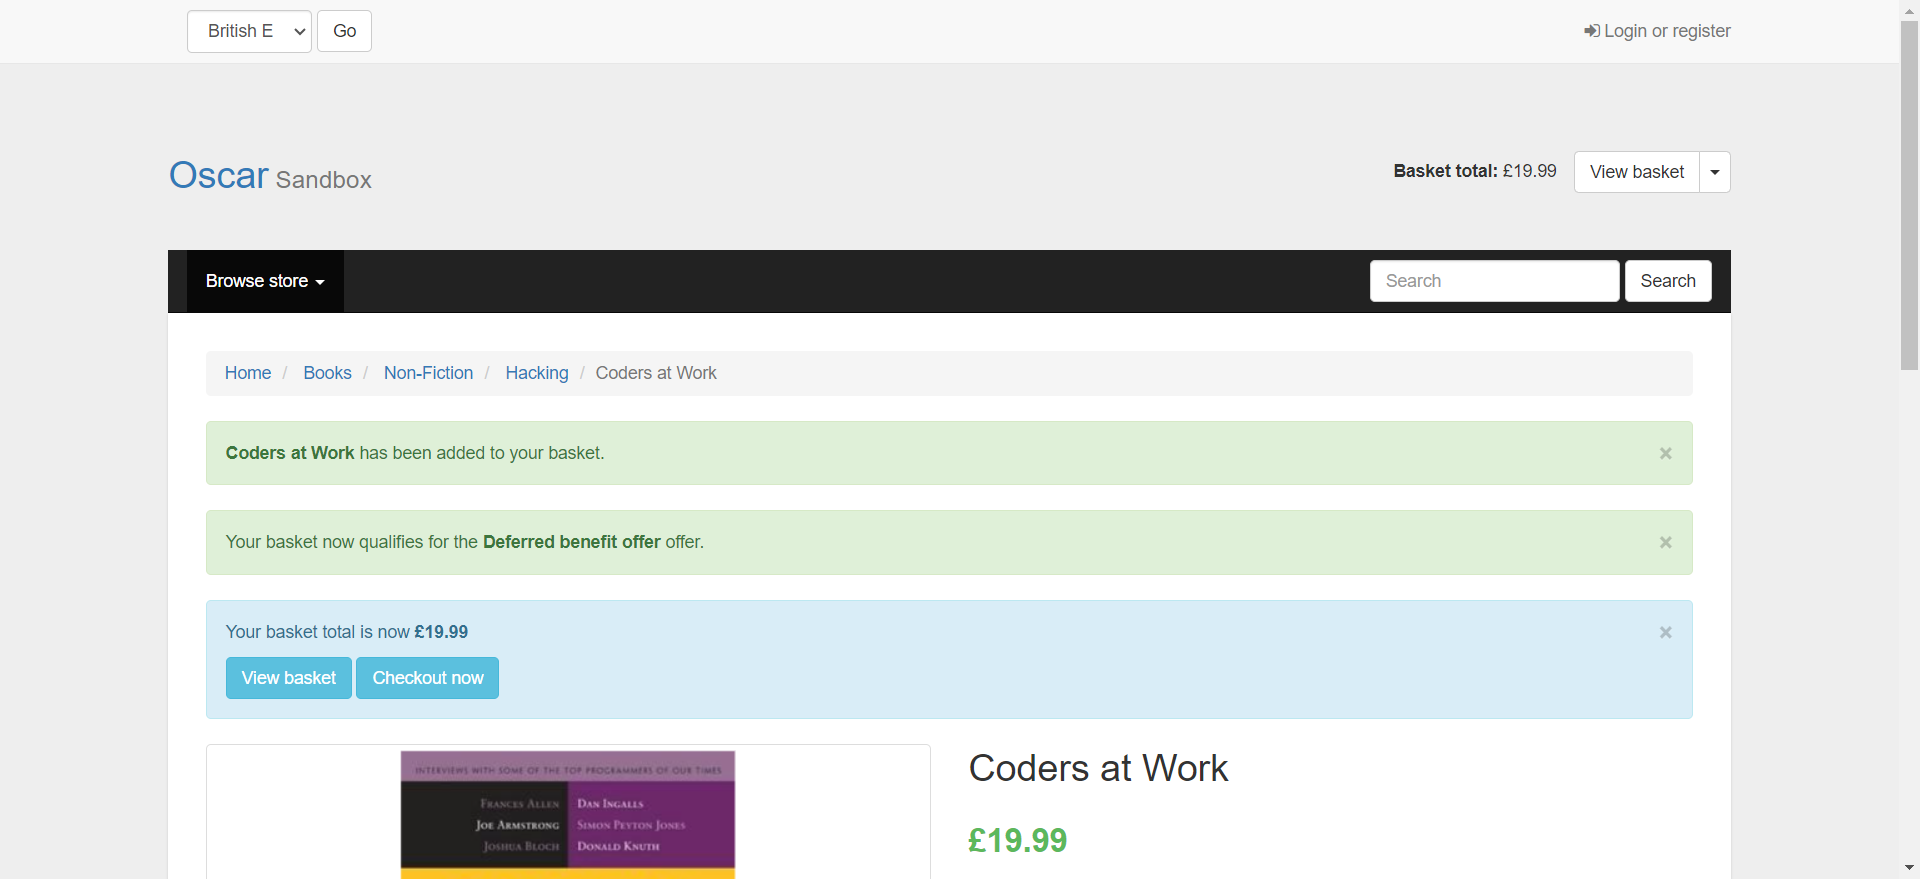 British E
Go
Login or register
Oscar Sandbox
Basket total: £19.99
View basket
Browse store
Search
Search
Home / Books / Non-Fiction / Hacking / Coders at Work
Coders at Work has been added to your basket.
×
Your basket now qualifies for the Deferred benefit offer offer.
×
Your basket total is now £19.99
×
View basket
Checkout now
INTERVIEWS WITH SOME OF THE TOP PROGRAMMERS OF OUR TIMES
FRANCES ALLEN
JOE ARMSTRONG
JOSHUA BLOCH
DAN INGALLS
SIMON PEYTON JONES
DONALD KNUTH
Coders at Work
£19.99